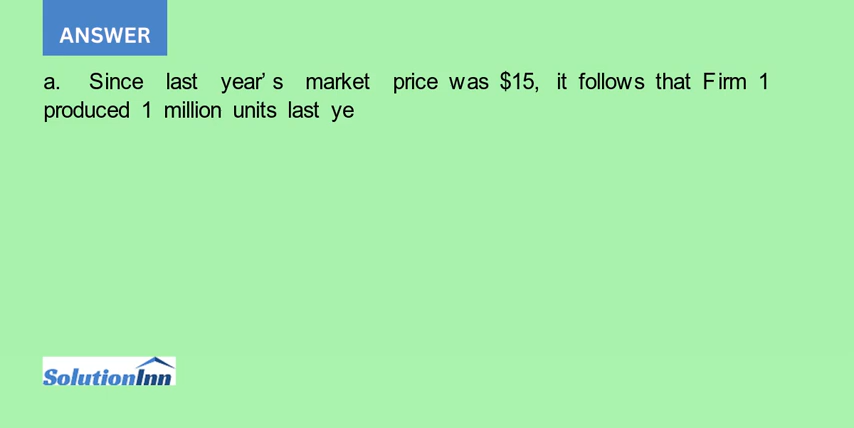 ANSWER
a. Since last year's market price was $15, it follows that Firm 1
produced 1 million units last ye
SolutionInn